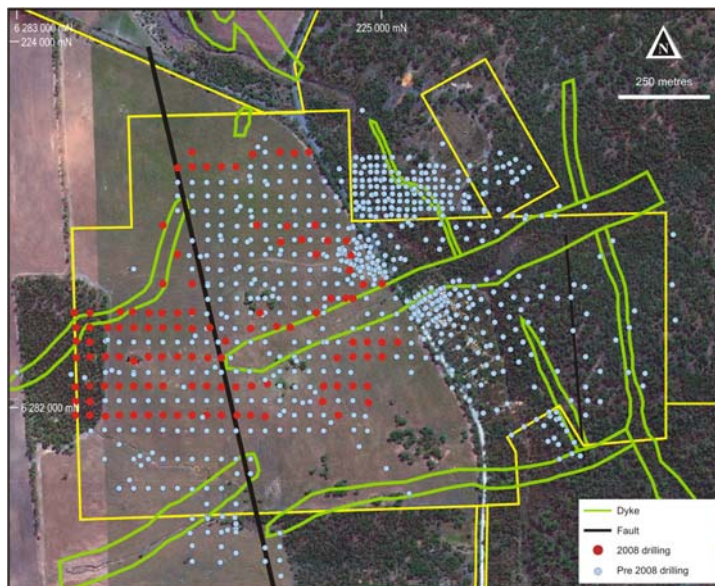 6 283 000 mN
224 000 mN
225 000 mN
N
250 metres
6 282 000 mN
Dyke
Fault
2008 drilling
Pre 2008 drilling